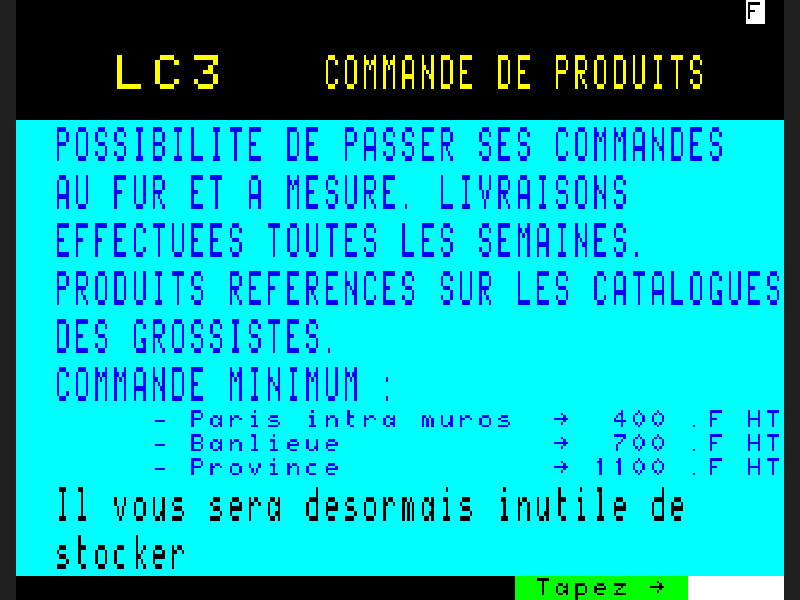 F
LC3 COMMANDE DE PRODUITS
POSSIBILITE DE PASSER SES COMMANDES
AU FUR ET A MESURE. LIVRAISONS
EFFECTUEES TOUTES LES SEMAINES.
PRODUITS REFERENCES SUR LES CATALOGUES
DES GROSSISTES.
COMMANDE MINIMUM :
- Paris intra muros → 400 .F HT
- Banlieue → 700 .F HT
- Province → 1100 .F HT
Il vous sera desormais inutile de
stocker
Tapez →